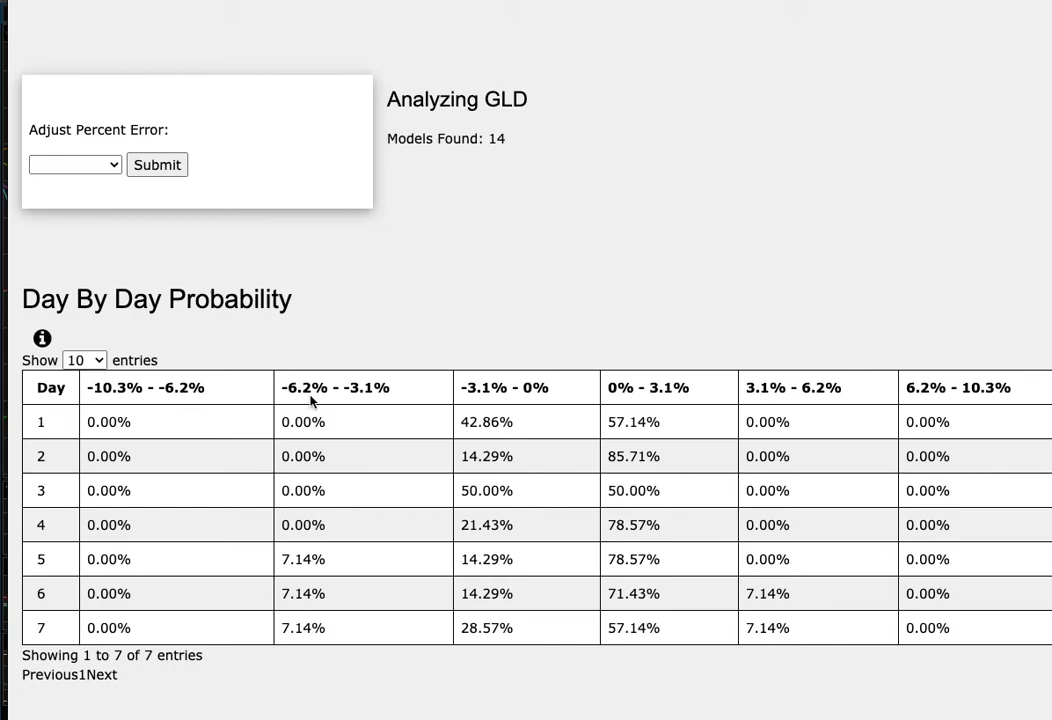 Analyzing GLD
Adjust Percent Error:
Models Found: 14
Submit
Day By Day Probability
Show 10 entries
Day -10.3% - -6.2% -6.2% - -3.1% -3.1% - 0% 0% - 3.1% 3.1% - 6.2% 6.2% - 10.3%
1 0.00% 0.00% 42.86% 57.14% 0.00% 0.00%
2 0.00% 0.00% 14.29% 85.71% 0.00% 0.00%
3 0.00% 0.00% 50.00% 50.00% 0.00% 0.00%
4 0.00% 0.00% 21.43% 78.57% 0.00% 0.00%
5 0.00% 7.14% 14.29% 78.57% 0.00% 0.00%
6 0.00% 7.14% 14.29% 71.43% 7.14% 0.00%
7 0.00% 7.14% 28.57% 57.14% 7.14% 0.00%
Showing 1 to 7 of 7 entries
Previous1Next